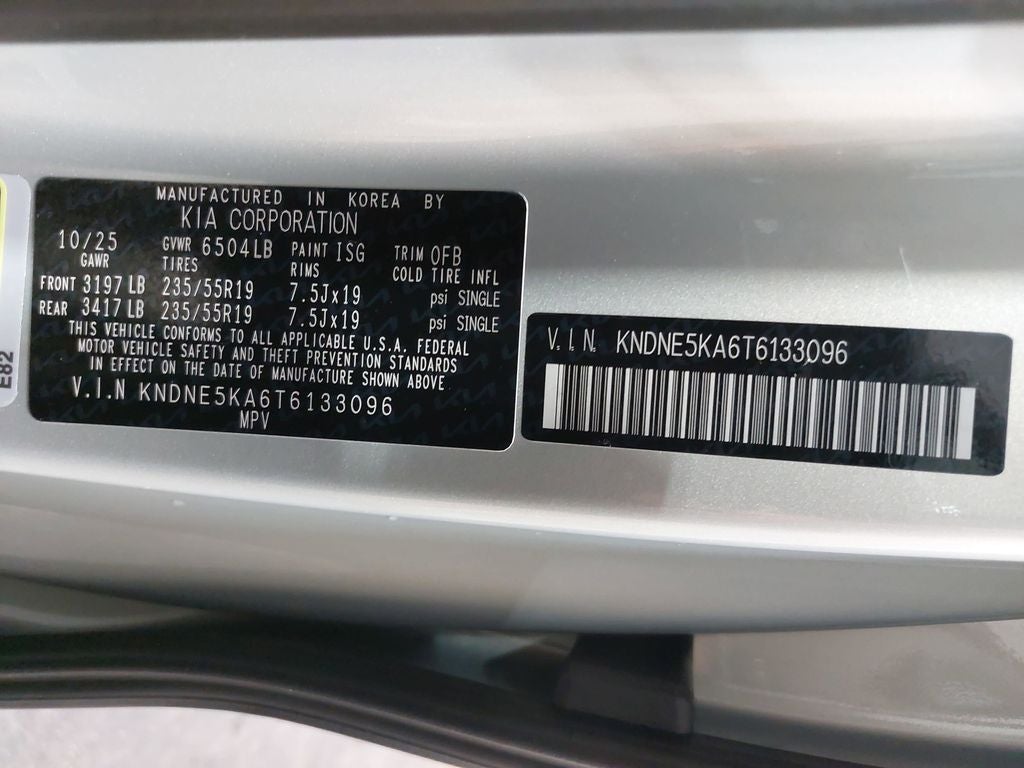 MANUFACTURED IN KOREA BY
KIA CORPORATION
10/25 GVWR 6504LB PAINT ISG TRIM OFB
GAWR TIRES RIMS COLD TIRE INFL
FRONT 3197 LB 235/55R19 7.5Jx19 psi SINGLE
REAR 3417 LB 235/55R19 7.5Jx19 psi SINGLE
THIS VEHICLE CONFORMS TO ALL APPLICABLE U.S.A. FEDERAL
MOTOR VEHICLE SAFETY AND THEFT PREVENTION STANDARDS
IN EFFECT ON THE DATE OF MANUFACTURE SHOWN ABOVE.
V.I.N KNDNE5KA6T6133096
MPV
V.I.N. KNDNE5KA6T6133096
E82